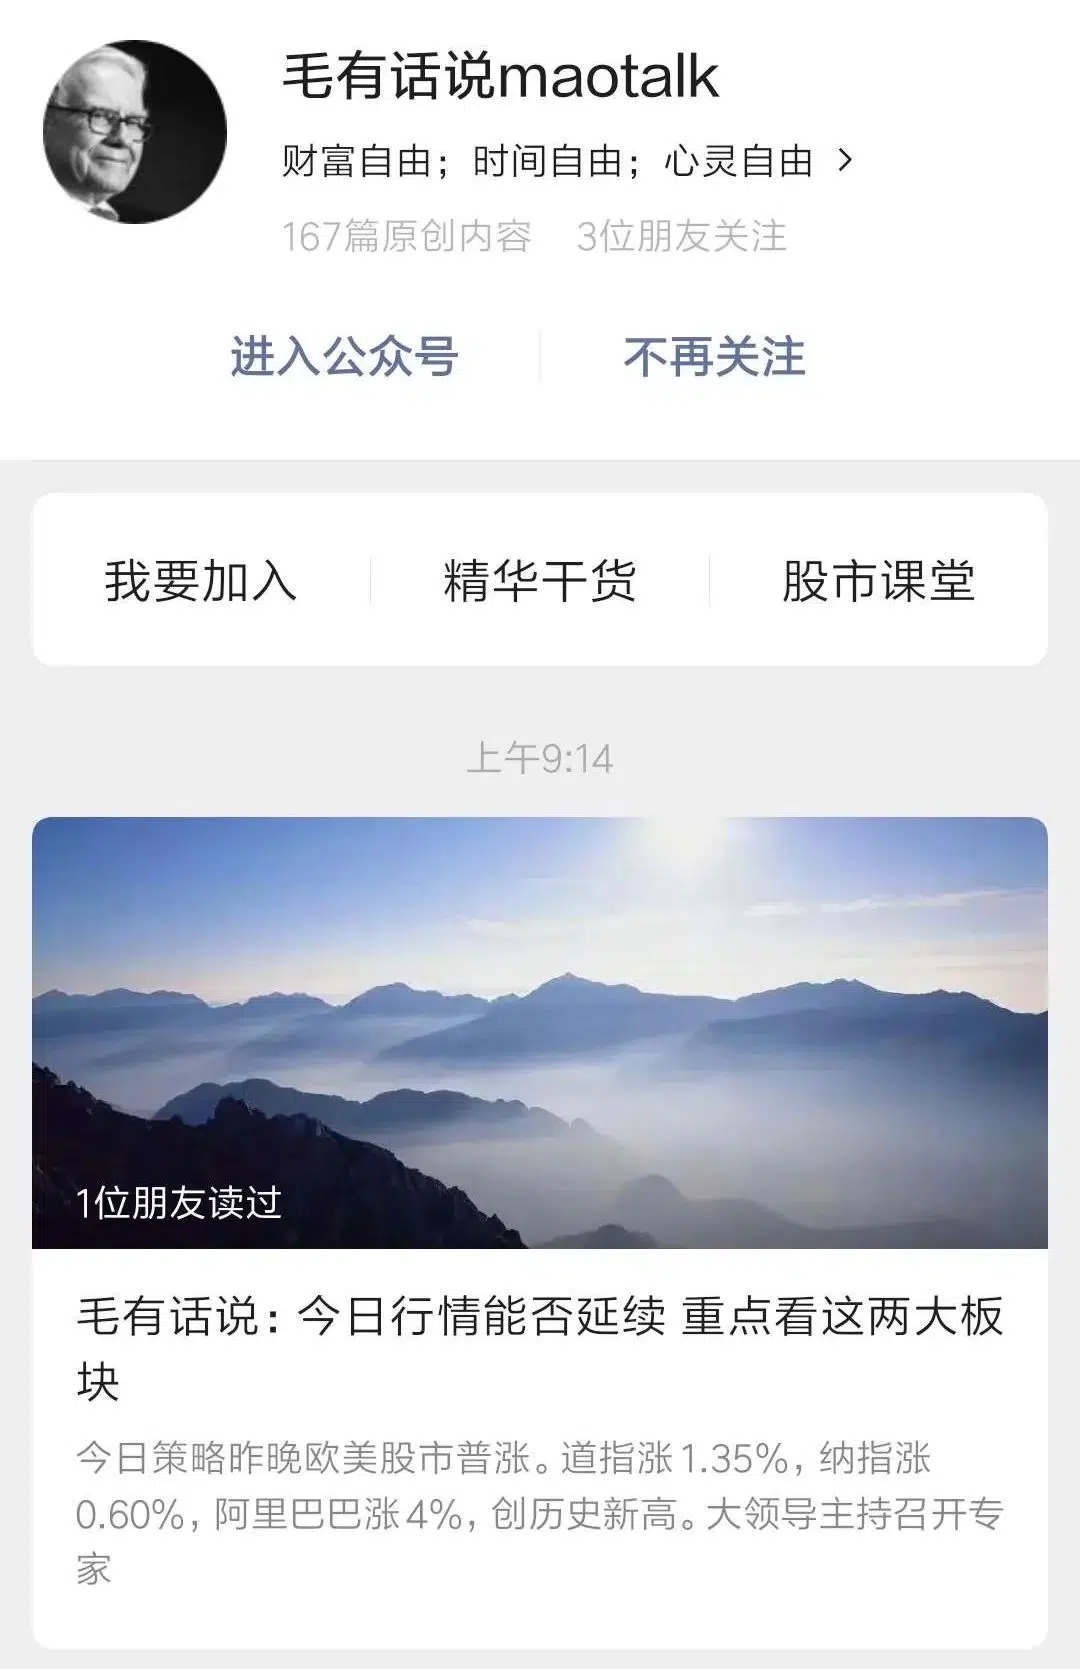 毛有话说maotalk
财富自由；时间自由；心灵自由 >
167篇原创内容 3位朋友关注
进入公众号 不再关注
我要加入 精华干货 股市课堂
上午9:14
1位朋友读过
毛有话说：今日行情能否延续 重点看这两大板
块
今日策略昨晚欧美股市普涨。道指涨1.35%，纳指涨
0.60%，阿里巴巴涨4%，创历史新高。大领导主持召开专
家